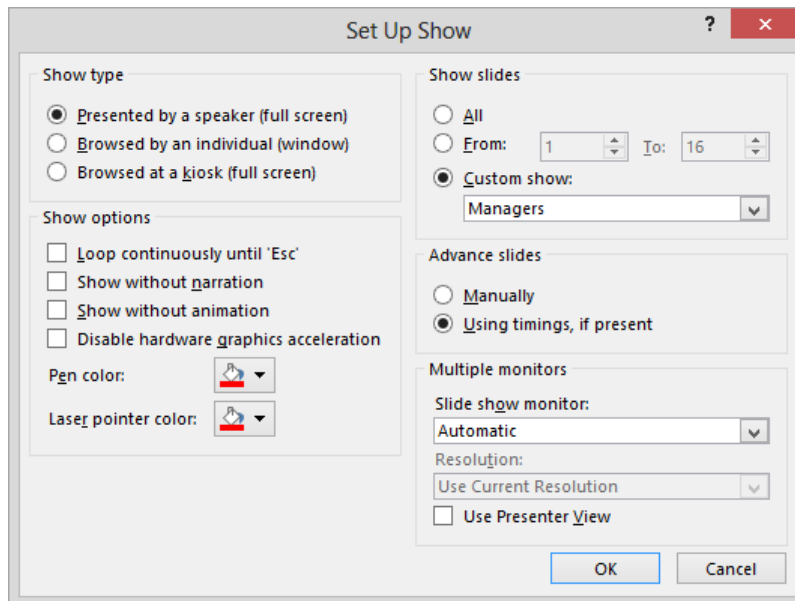 Set Up Show
?
Show type
Presented by a speaker (full screen)
Browsed by an individual (window)
Browsed at a kiosk (full screen)
Show options
Loop continuously until 'Esc'
Show without narration
Show without animation
Disable hardware graphics acceleration
Pen color:
Laser pointer color:
Show slides
All
From: 1 To: 16
Custom show:
Managers
Advance slides
Manually
Using timings, if present
Multiple monitors
Slide show monitor:
Automatic
Resolution:
Use Current Resolution
Use Presenter View
OK Cancel